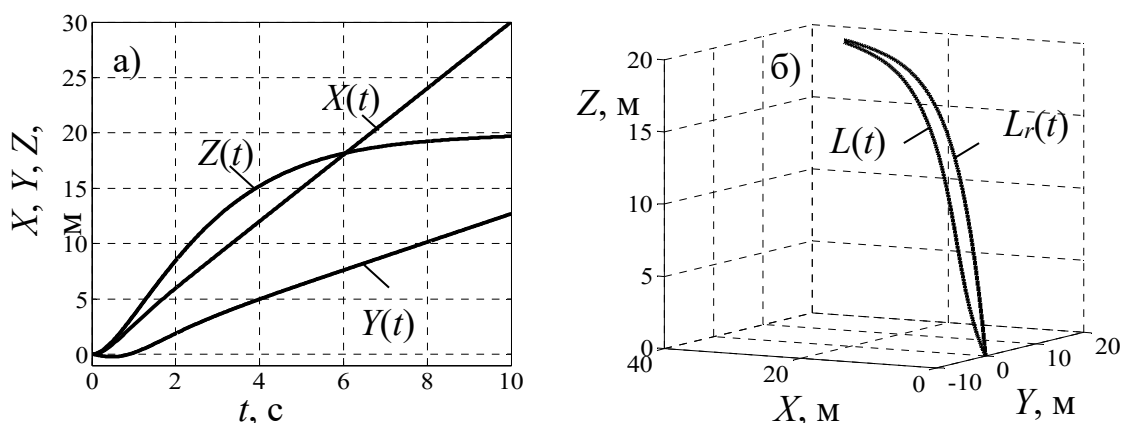 а)
X, Y, Z,
м
30
25
20
15
10
5
0
X(t)
Z(t)
Y(t)
0 2 4 6 8 10
t, с
б)
Z, м
20
15
10
5
0
L(t)
Lr(t)
40 20 0
X, м
-10 0 10 20
Y, м